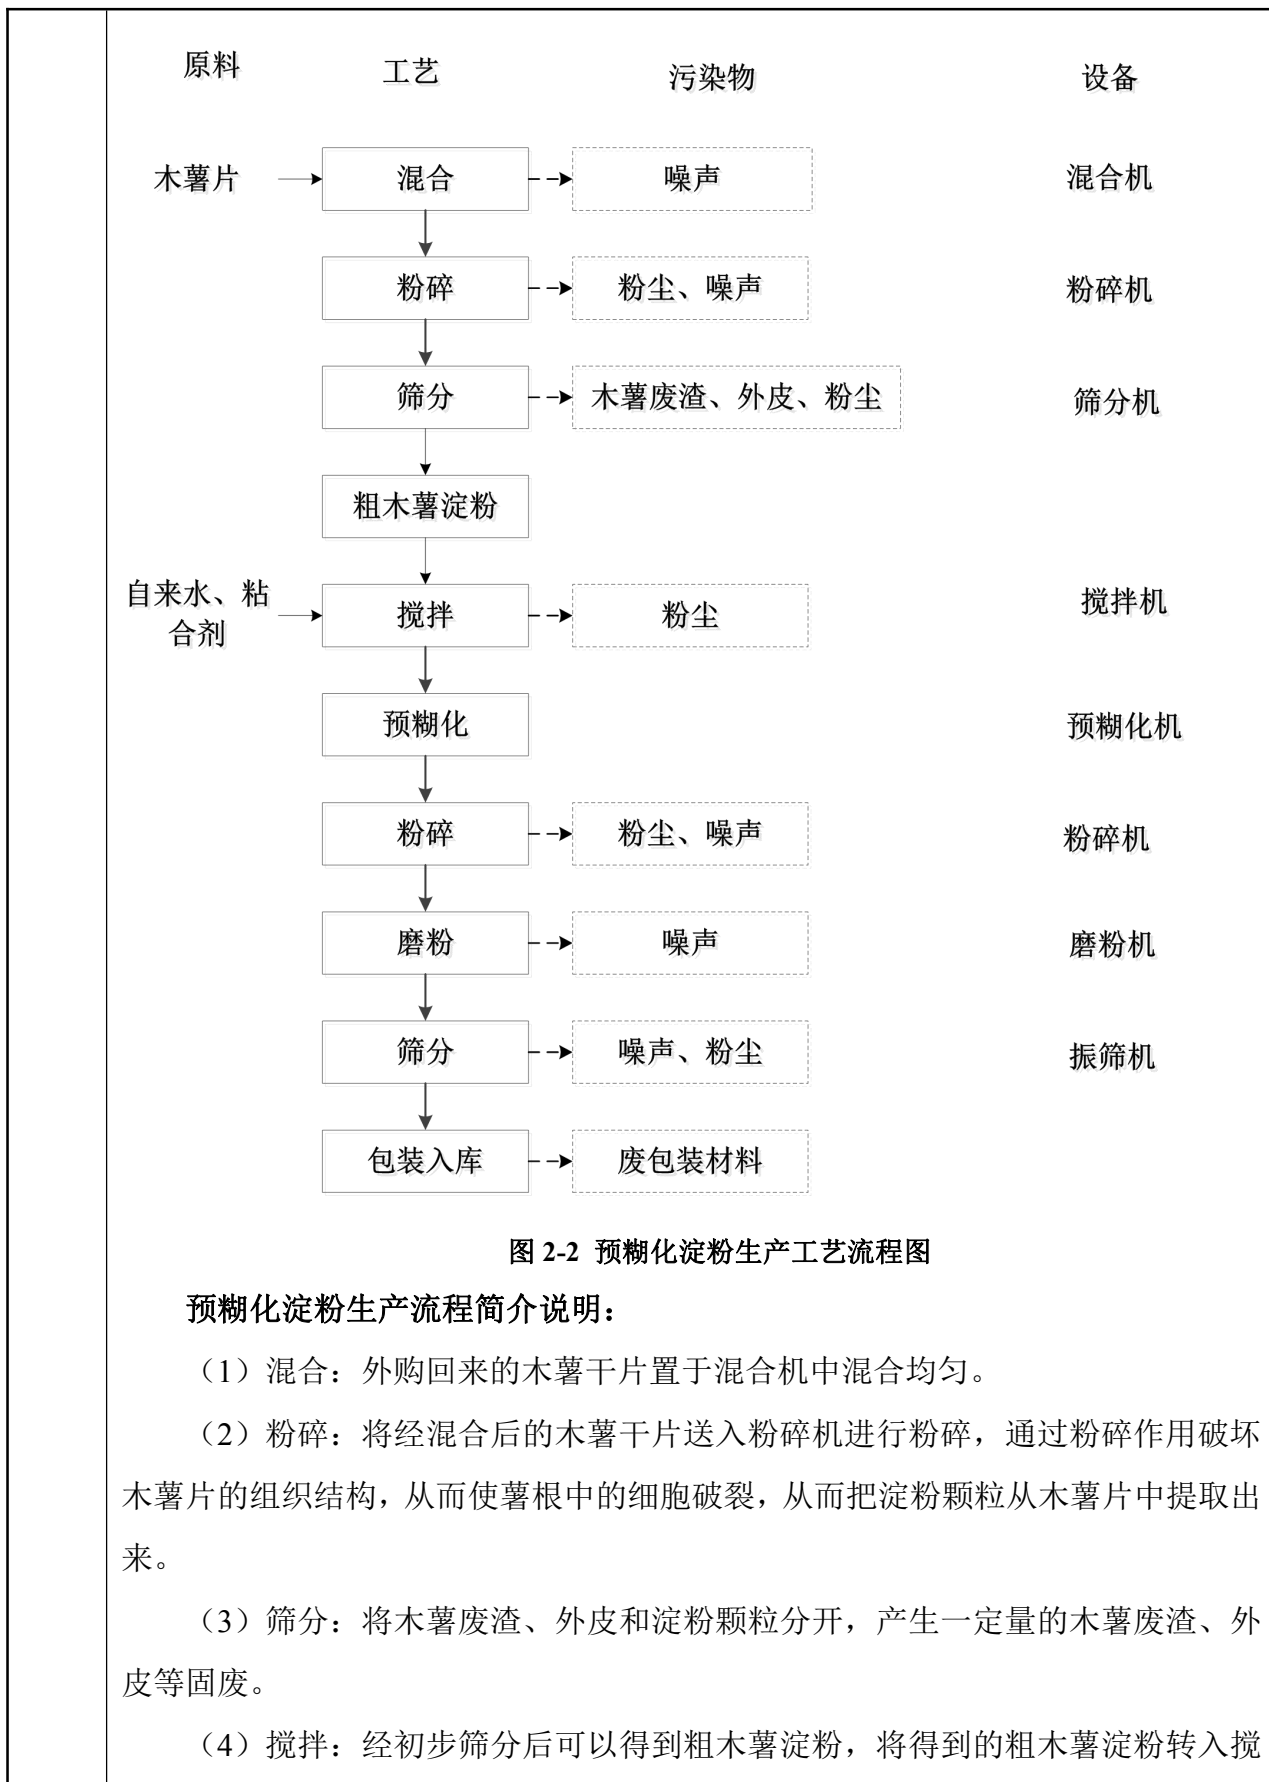 原料 工艺 污染物 设备
木薯片 混合 噪声 混合机
粉碎 粉尘、噪声 粉碎机
筛分 木薯废渣、外皮、粉尘 筛分机
粗木薯淀粉
自来水、粘
合剂 搅拌 粉尘 搅拌机
预糊化 预糊化机
粉碎 粉尘、噪声 粉碎机
磨粉 噪声 磨粉机
筛分 噪声、粉尘 振筛机
包装入库 废包装材料
图 2-2 预糊化淀粉生产工艺流程图
预糊化淀粉生产流程简介说明：
（1）混合：外购回来的木薯干片置于混合机中混合均匀。
（2）粉碎：将经混合后的木薯干片送入粉碎机进行粉碎，通过粉碎作用破坏
木薯片的组织结构，从而使薯根中的细胞破裂，从而把淀粉颗粒从木薯片中提取出
来。
（3）筛分：将木薯废渣、外皮和淀粉颗粒分开，产生一定量的木薯废渣、外
皮等固废。
（4）搅拌：经初步筛分后可以得到粗木薯淀粉，将得到的粗木薯淀粉转入搅